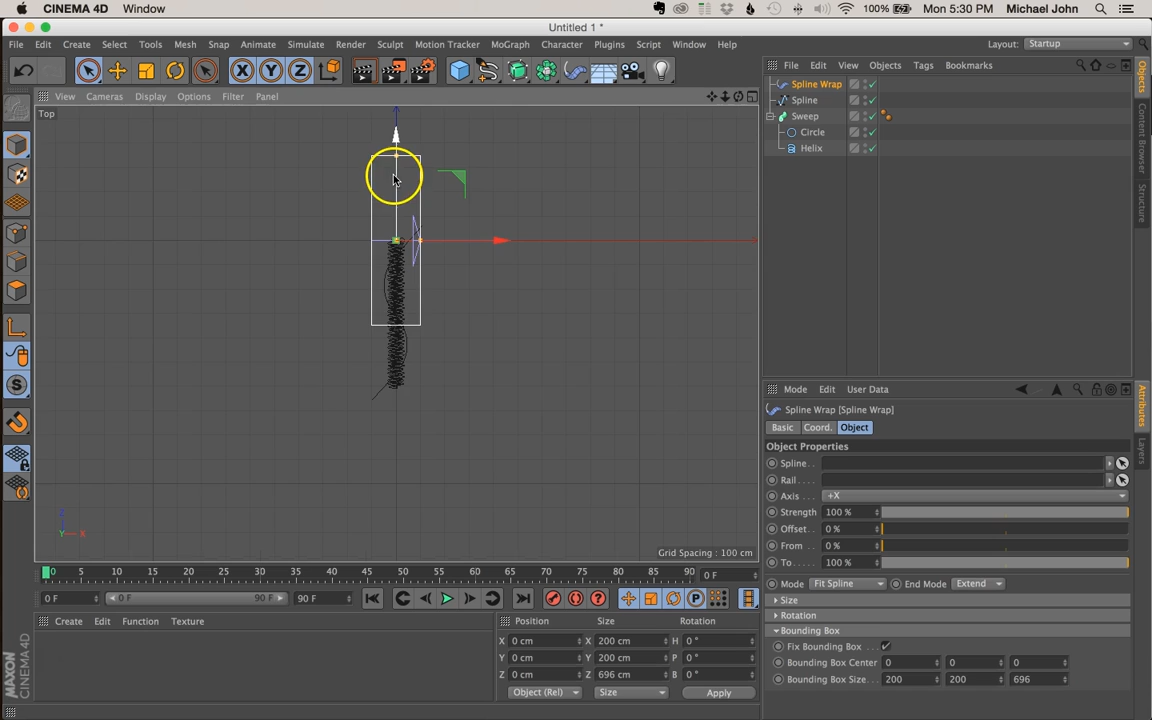 CINEMA 4D Window 100% Mon 5:30 PM Michael John
Untitled 1 *
File Edit Create Select Tools Mesh Snap Animate Simulate Render Sculpt Motion Tracker MoGraph Character Plugins Script Window Help Layout: Startup
X Y Z
View Cameras Display Options Filter Panel
Top
File Edit View Objects Tags Bookmarks
Spline Wrap
Spline
Sweep
Circle
Helix
Objects
Content Browser
Structure
Mode Edit User Data
Spline Wrap [Spline Wrap]
Basic Coord. Object
Object Properties
Spline . .
Rail . . . .
Axis . . . +X
Strength 100 %
Offset . . 0 %
From . . 0 %
To . . . . . 100 %
Mode Fit Spline End Mode Extend
Size
Rotation
Bounding Box
Fix Bounding Box . . .
Bounding Box Center 0 0 0
Bounding Box Size . . . 200 200 696
Attributes
Layers
Z
Y X
Grid Spacing : 100 cm
0 5 10 15 20 25 30 35 40 45 50 55 60 65 70 75 80 85 90 0 F
0 F 0 F 90 F 90 F
Create Edit Function Texture
Position Size Rotation
X 0 cm X 200 cm H 0 °
Y 0 cm Y 200 cm P 0 °
Z 0 cm Z 696 cm B 0 °
Object (Rel) Size Apply
MAXON
CINEMA 4D